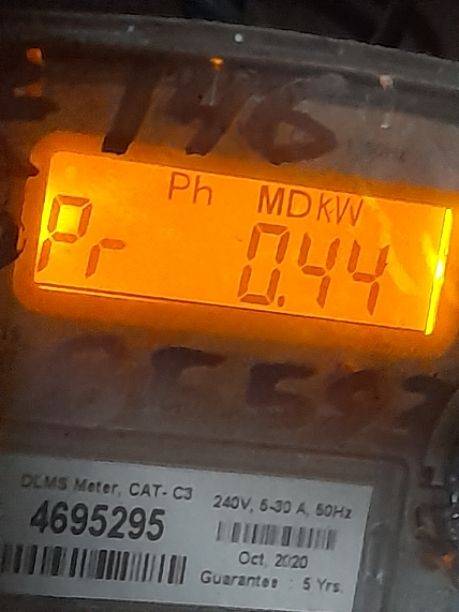 746
Ph MD kW
Pr 0.44
DLMS Meter, CAT- C3
4695295
240V, 5-30 A, 50Hz
Oct, 2020
Guarantee : 5 Yrs.